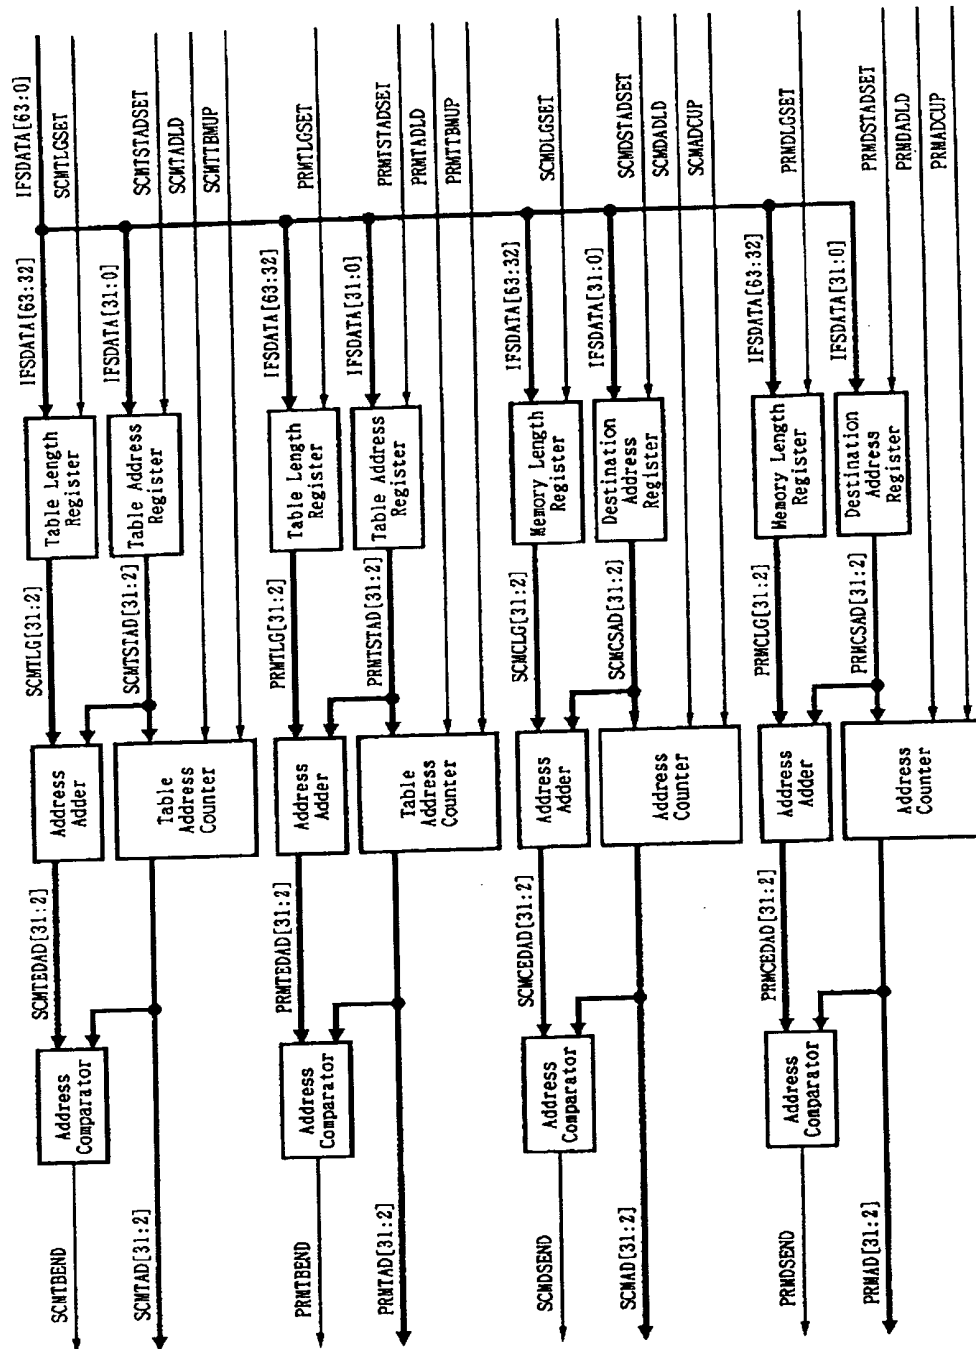 IFSDATA[63:0]
SCMTLGSET
SCMTSTADSET
SCMTADLD
SCMTTBMUP
PRMTLGSET
PRMTSTADSET
PRMTADLD
PRMTTBMUP
SCMDLGSET
SCMDSTADSET
SCMDADLD
SCMADCUP
PRMDLGSET
PRMDSTADSET
PRMDADLD
PRMADCUP
IFSDATA[63:32]
IFSDATA[31:0]
IFSDATA[63:32]
IFSDATA[31:0]
IFSDATA[63:32]
IFSDATA[31:0]
IFSDATA[63:32]
IFSDATA[31:0]
Table Length
Register
Table Address
Register
Table Length
Register
Table Address
Register
Memory Length
Register
Destination
Address
Register
Memory Length
Register
Destination
Address
Register
SCMTLG[31:2]
SCMTSTAD[31:2]
PRMTLG[31:2]
PRMTSTAD[31:2]
SCMCLG[31:2]
SCMCSAD[31:2]
PRMCLG[31:2]
PRMCSAD[31:2]
Address
Adder
Table
Address
Counter
Address
Adder
Table
Address
Counter
Address
Adder
Address
Counter
Address
Adder
Address
Counter
SCMTEDAD[31:2]
PRMTEDAD[31:2]
SCMCEDAD[31:2]
PRMCEDAD[31:2]
Address
Comparator
Address
Comparator
Address
Comparator
Address
Comparator
SCMTBEND
SCMTAD[31:2]
PRMTBEND
PRMTAD[31:2]
SCMDSEND
SCMAD[31:2]
PRMDSEND
PRMAD[31:2]